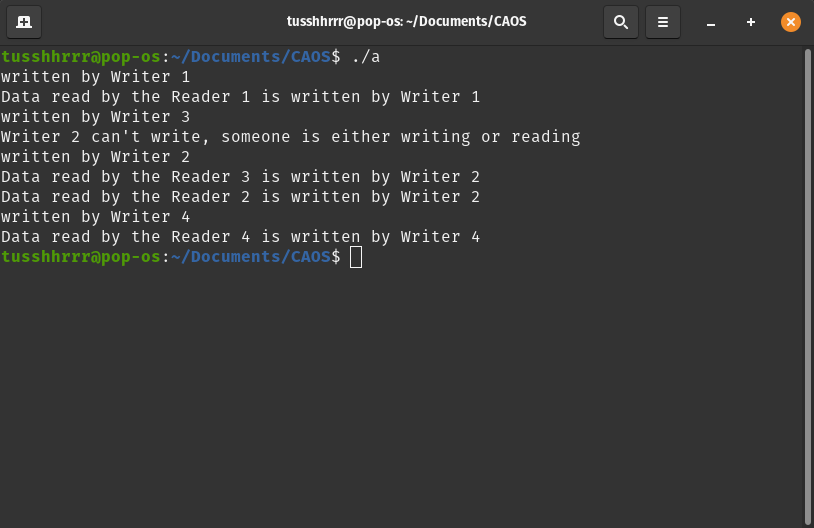 tusshhrrr@pop-os: ~/Documents/CAOS
tusshhrrr@pop-os:~/Documents/CAOS$ ./a
written by Writer 1
Data read by the Reader 1 is written by Writer 1
written by Writer 3
Writer 2 can't write, someone is either writing or reading
written by Writer 2
Data read by the Reader 3 is written by Writer 2
Data read by the Reader 2 is written by Writer 2
written by Writer 4
Data read by the Reader 4 is written by Writer 4
tusshhrrr@pop-os:~/Documents/CAOS$